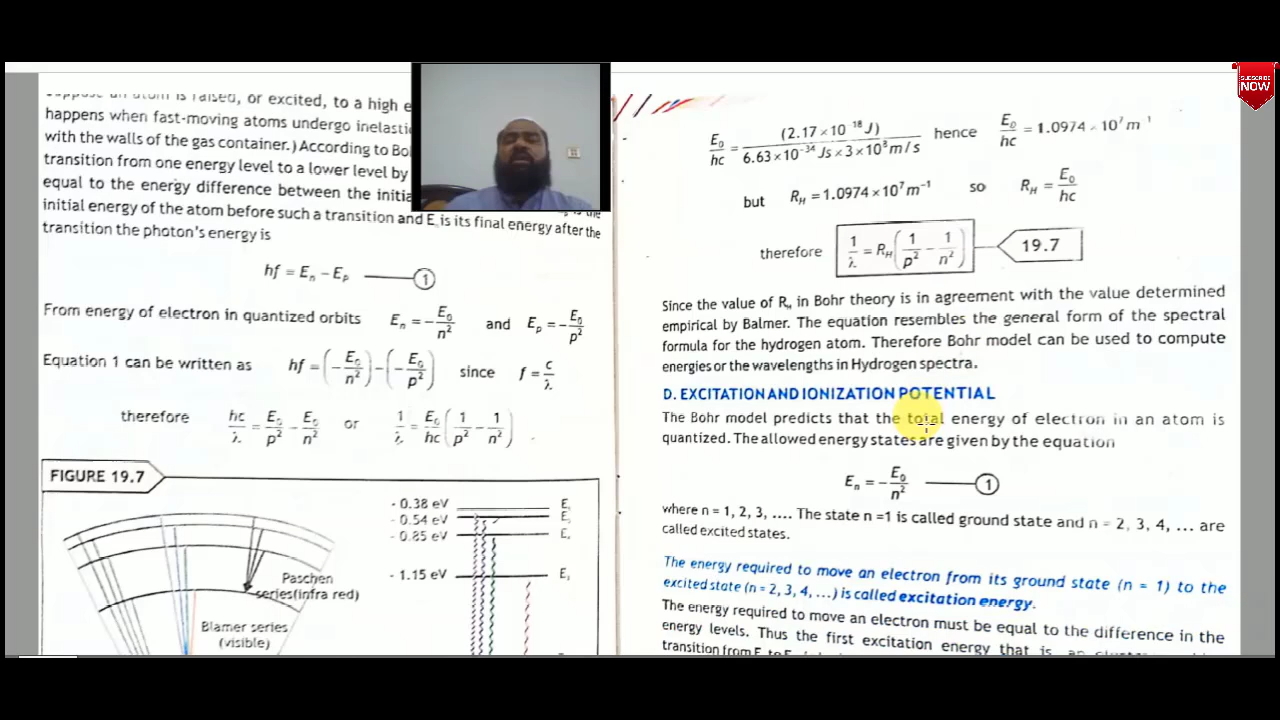 happens when fast-moving atoms undergo
with the walls of the gas container.) According to
transition from one energy level to a lower level by
equal to the energy difference between the
initial energy of the atom before such a transition and E is its final energy after the
transition the photon's energy is
hf = Eₙ − Eₚ ①
From energy of electron in quantized orbits Eₙ = − E₀/n² and Eₚ = − E₀/p²
Equation 1 can be written as hf = (− E₀/n²) − (− E₀/p²) since f = c/λ
therefore hc/λ = E₀/p² − E₀/n² or 1/λ = E₀/hc (1/p² − 1/n²)
FIGURE 19.7
Paschen
series(infra red)
Blamer series
(visible)
- 0.38 eV
- 0.54 eV
- 0.85 eV
- 1.15 eV
E₀/hc = (2.17 × 10⁻¹⁸ J) / 6.63 × 10⁻³⁴ Js × 3 × 10⁸ m/s hence E₀/hc = 1.0974 × 10⁷ m⁻¹
but R_H = 1.0974 × 10⁷ m⁻¹ so R_H = E₀/hc
therefore 1/λ = R_H (1/p² − 1/n²) 19.7
Since the value of R_H in Bohr theory is in agreement with the value determined
empirical by Balmer. The equation resembles the general form of the spectral
formula for the hydrogen atom. Therefore Bohr model can be used to compute
energies or the wavelengths in Hydrogen spectra.
D. EXCITATION AND IONIZATION POTENTIAL
The Bohr model predicts that the total energy of electron in an atom is
quantized. The allowed energy states are given by the equation
Eₙ = − E₀/n² ①
where n = 1, 2, 3, .... The state n =1 is called ground state and n = 2, 3, 4, ... are
called excited states.
The energy required to move an electron from its ground state (n = 1) to the
excited state (n = 2, 3, 4, ...) is called excitation energy.
The energy required to move an electron must be equal to the difference in the
energy levels. Thus the first excitation energy that is
SUBSCRIBE
NOW